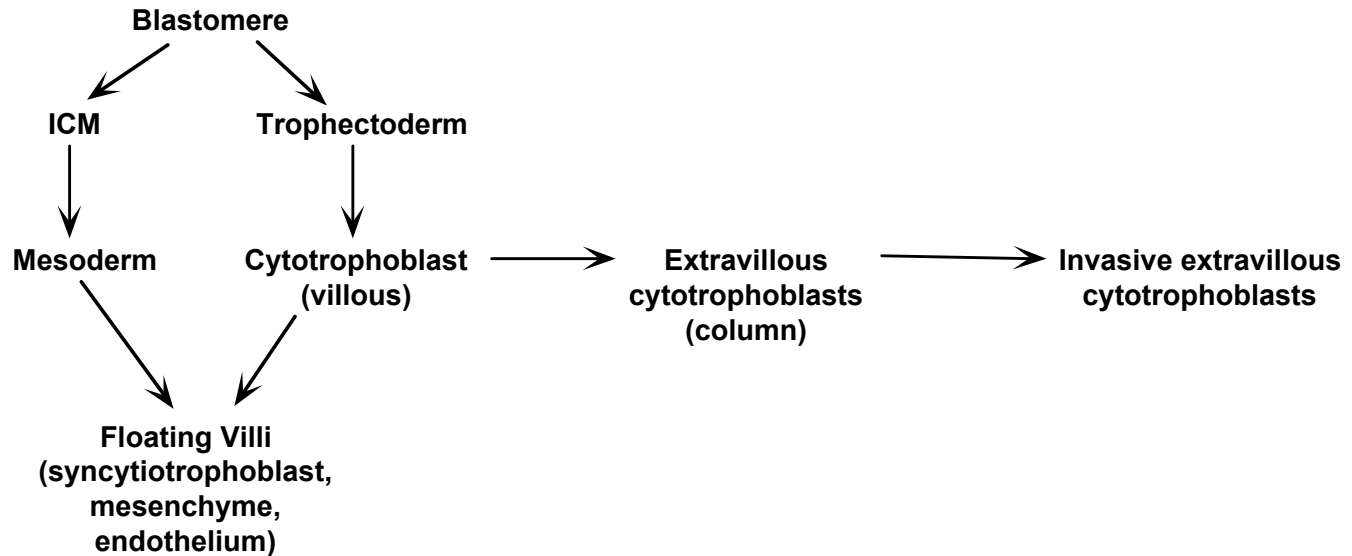 Blastomere
ICM
Trophectoderm
Mesoderm
Cytotrophoblast
(villous)
Extravillous
cytotrophoblasts
(column)
Invasive extravillous
cytotrophoblasts
Floating Villi
(syncytiotrophoblast,
mesenchyme,
endothelium)